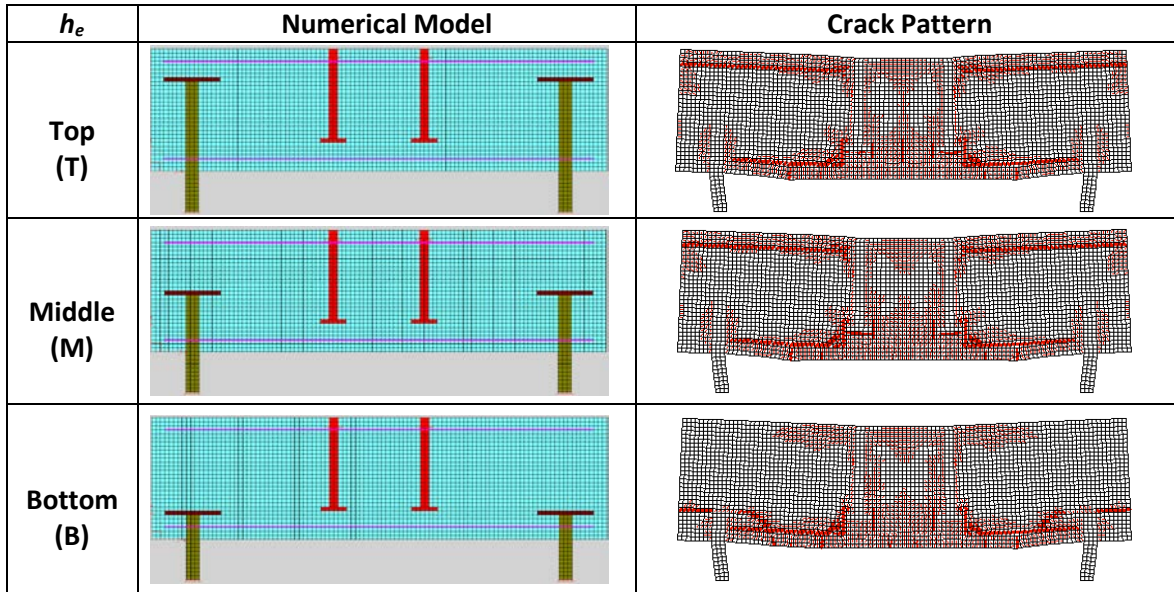 h_e
Numerical Model
Crack Pattern
Top
(T)
Middle
(M)
Bottom
(B)